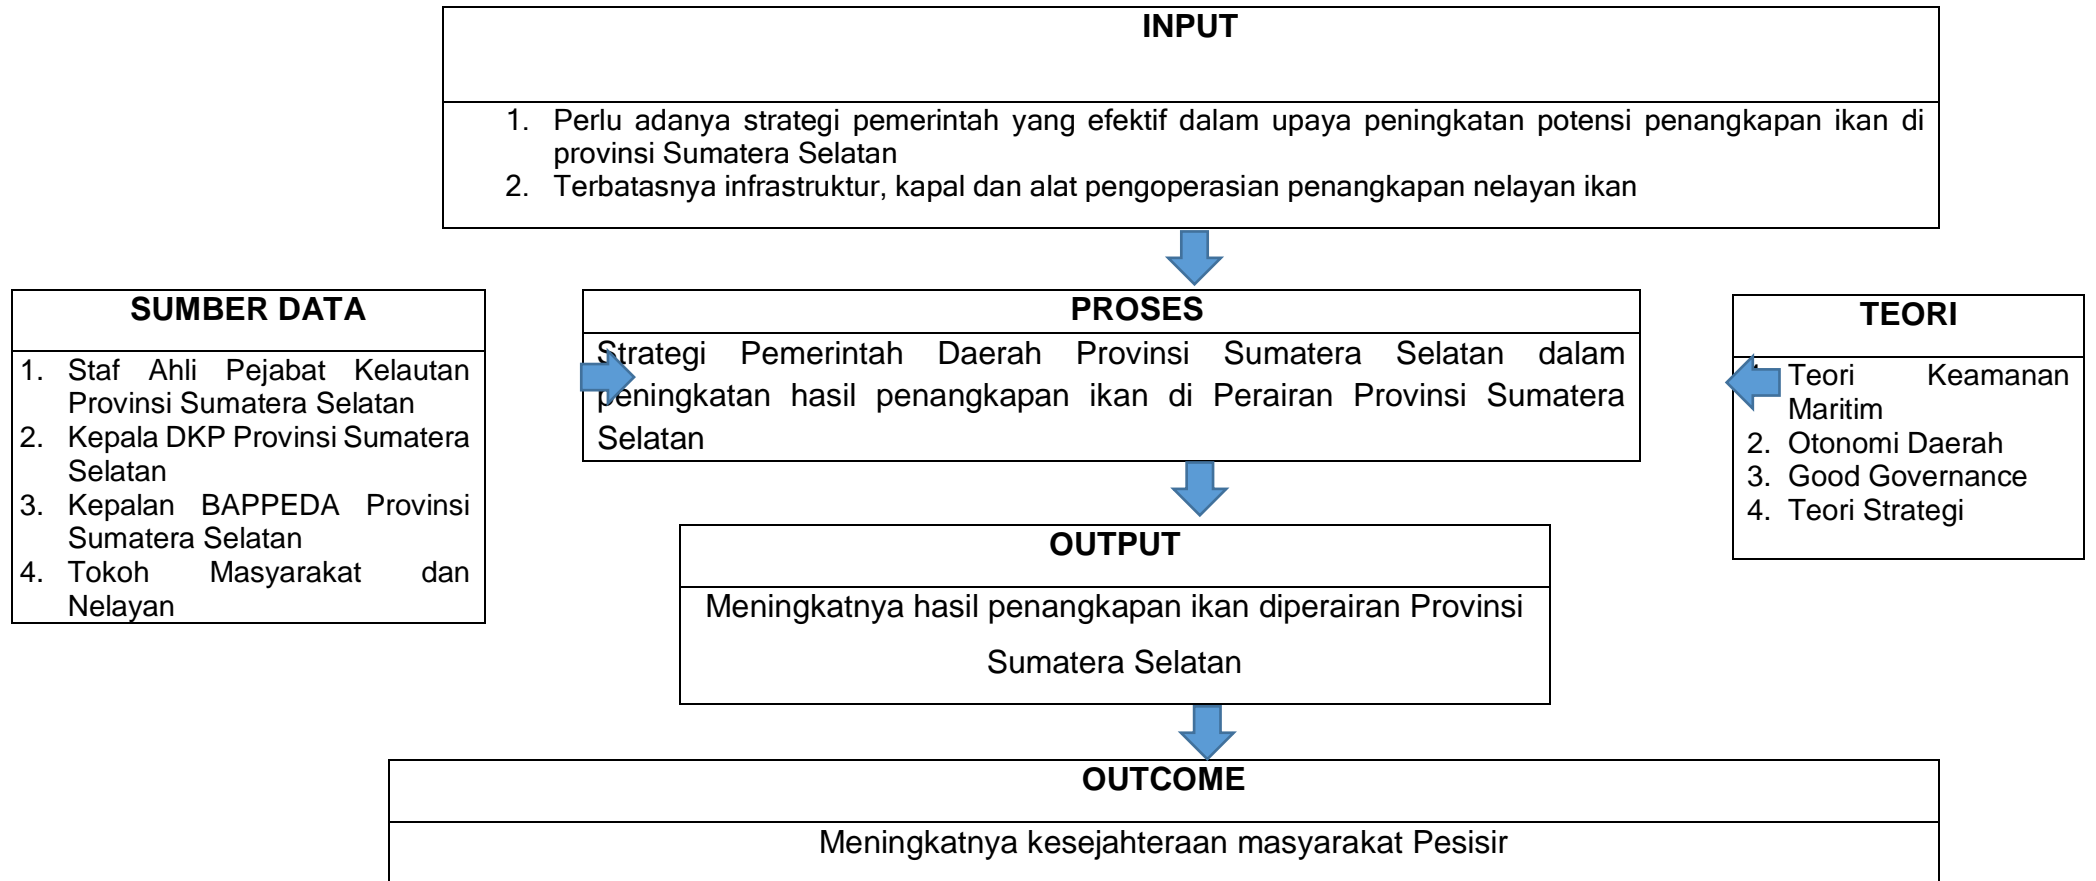 INPUT
1. Perlu adanya strategi pemerintah yang efektif dalam upaya peningkatan potensi penangkapan ikan di
provinsi Sumatera Selatan
2. Terbatasnya infrastruktur, kapal dan alat pengoperasian penangkapan nelayan ikan
SUMBER DATA
1. Staf Ahli Pejabat Kelautan
Provinsi Sumatera Selatan
2. Kepala DKP Provinsi Sumatera
Selatan
3. Kepalan BAPPEDA Provinsi
Sumatera Selatan
4. Tokoh Masyarakat dan
Nelayan
PROSES
Strategi Pemerintah Daerah Provinsi Sumatera Selatan dalam
peningkatan hasil penangkapan ikan di Perairan Provinsi Sumatera
Selatan
TEORI
Teori Keamanan
Maritim
2. Otonomi Daerah
3. Good Governance
4. Teori Strategi
OUTPUT
Meningkatnya hasil penangkapan ikan diperairan Provinsi
Sumatera Selatan
OUTCOME
Meningkatnya kesejahteraan masyarakat Pesisir